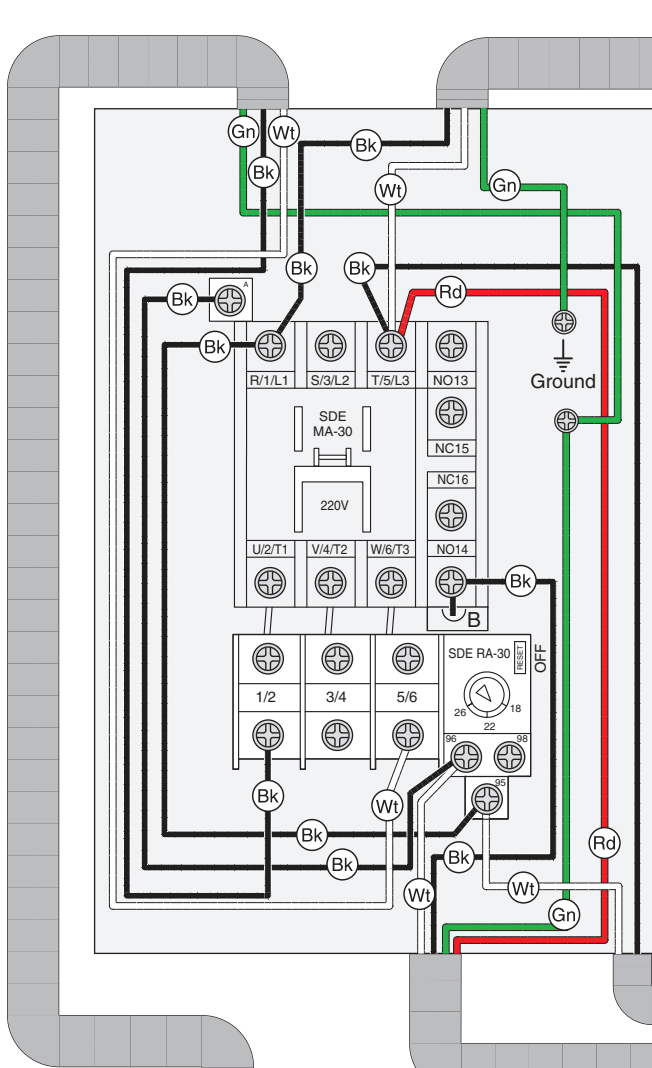 Gn
Wt
Bk
Bk
Wt
Gn
Bk
Bk
Rd
A
Bk
Bk
Ground
R/1/L1
S/3/L2
T/5/L3
NO13
SDE
MA-30
NC15
NC16
220V
U/2/T1
V/4/T2
W/6/T3
NO14
Bk
B
SDE RA-30
RESET
OFF
1/2
3/4
5/6
26
18
22
96
98
95
Bk
Wt
Bk
Bk
Bk
Rd
Wt
Wt
Gn